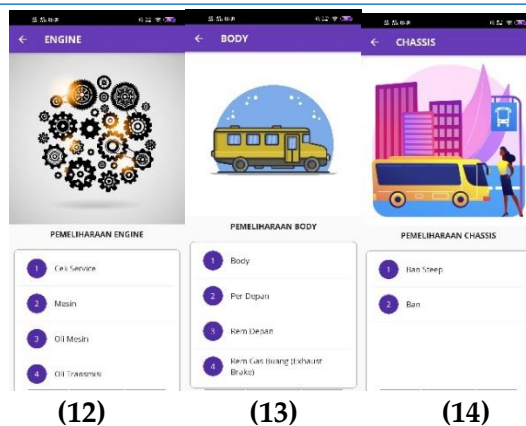 ENGINE
PEMELIHARAAN ENGINE
1 Cek Service
2 Mesin
3 Oli Mesin
4 Oli Transmisi
BODY
PEMELIHARAAN BODY
1 Body
2 Per Depan
3 Rem Depan
4 Rem Gas Buang (Exhaust
Brake)
CHASSIS
PEMELIHARAAN CHASSIS
1 Ban Steep
2 Ban
(12)
(13)
(14)